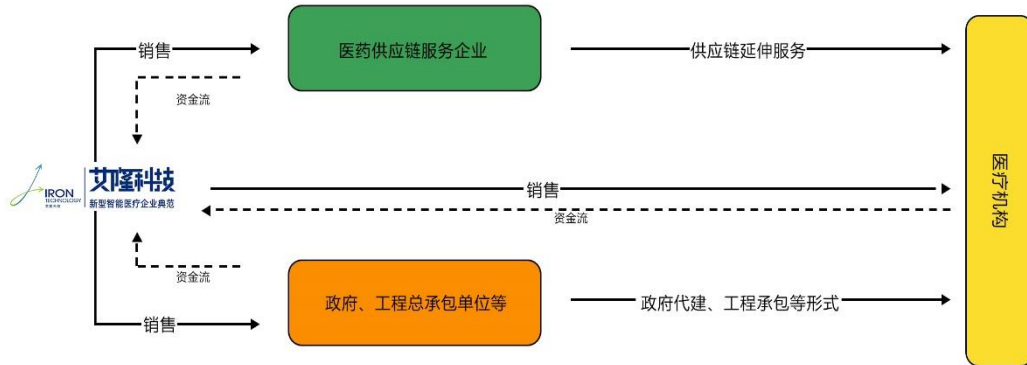 销售
医药供应链服务企业
供应链延伸服务
资金流
IRON
TECHNOLOGY
艾隆科技
新型智能医疗企业典范
销售
资金流
医疗机构
资金流
政府、工程总承包单位等
政府代建、工程承包等形式
销售